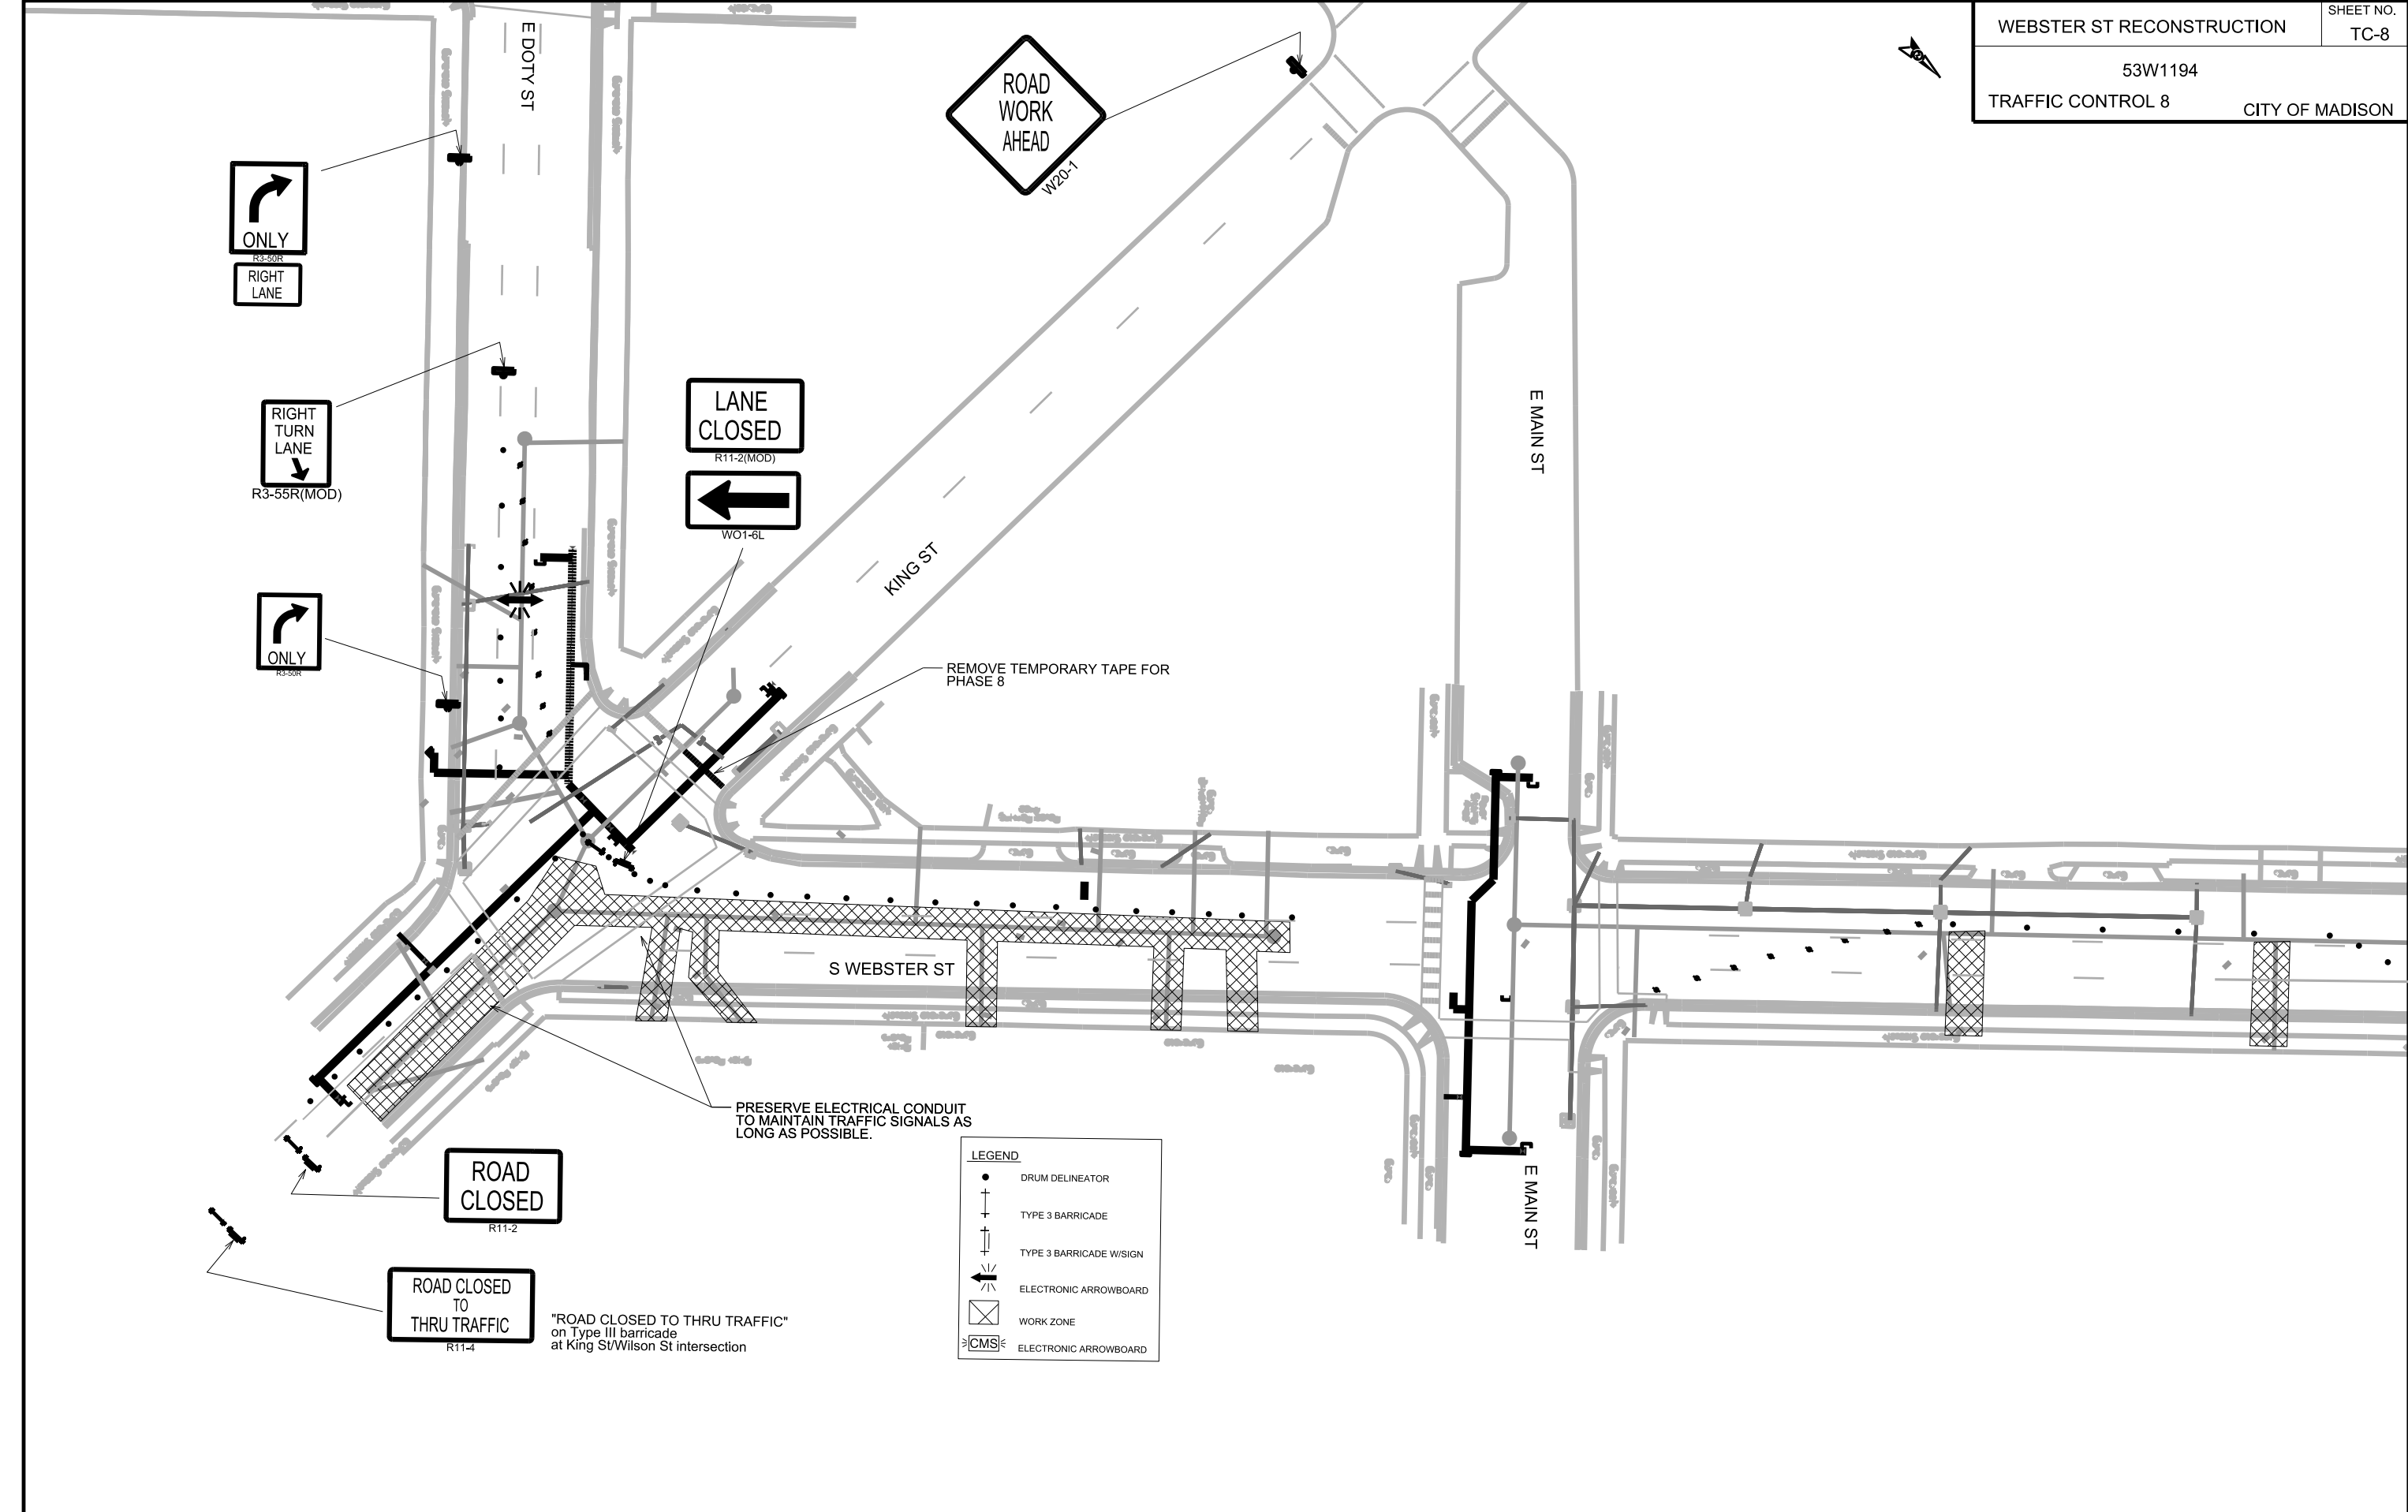 WEBSTER ST RECONSTRUCTION
SHEET NO.
TC-8
53W1194
TRAFFIC CONTROL 8
CITY OF MADISON
E DOTY ST
ROAD
WORK
AHEAD
W20-1
ONLY
R3-50R
RIGHT
LANE
RIGHT
TURN
LANE
R3-55R(MOD)
LANE
CLOSED
R11-2(MOD)
WO1-6L
ONLY
R3-50R
KING ST
E MAIN ST
REMOVE TEMPORARY TAPE FOR
PHASE 8
S WEBSTER ST
PRESERVE ELECTRICAL CONDUIT
TO MAINTAIN TRAFFIC SIGNALS AS
LONG AS POSSIBLE.
E MAIN ST
ROAD
CLOSED
R11-2
ROAD CLOSED
TO
THRU TRAFFIC
R11-4
"ROAD CLOSED TO THRU TRAFFIC"
on Type III barricade
at King St/Wilson St intersection
LEGEND
DRUM DELINEATOR
TYPE 3 BARRICADE
TYPE 3 BARRICADE W/SIGN
ELECTRONIC ARROWBOARD
WORK ZONE
CMS ELECTRONIC ARROWBOARD